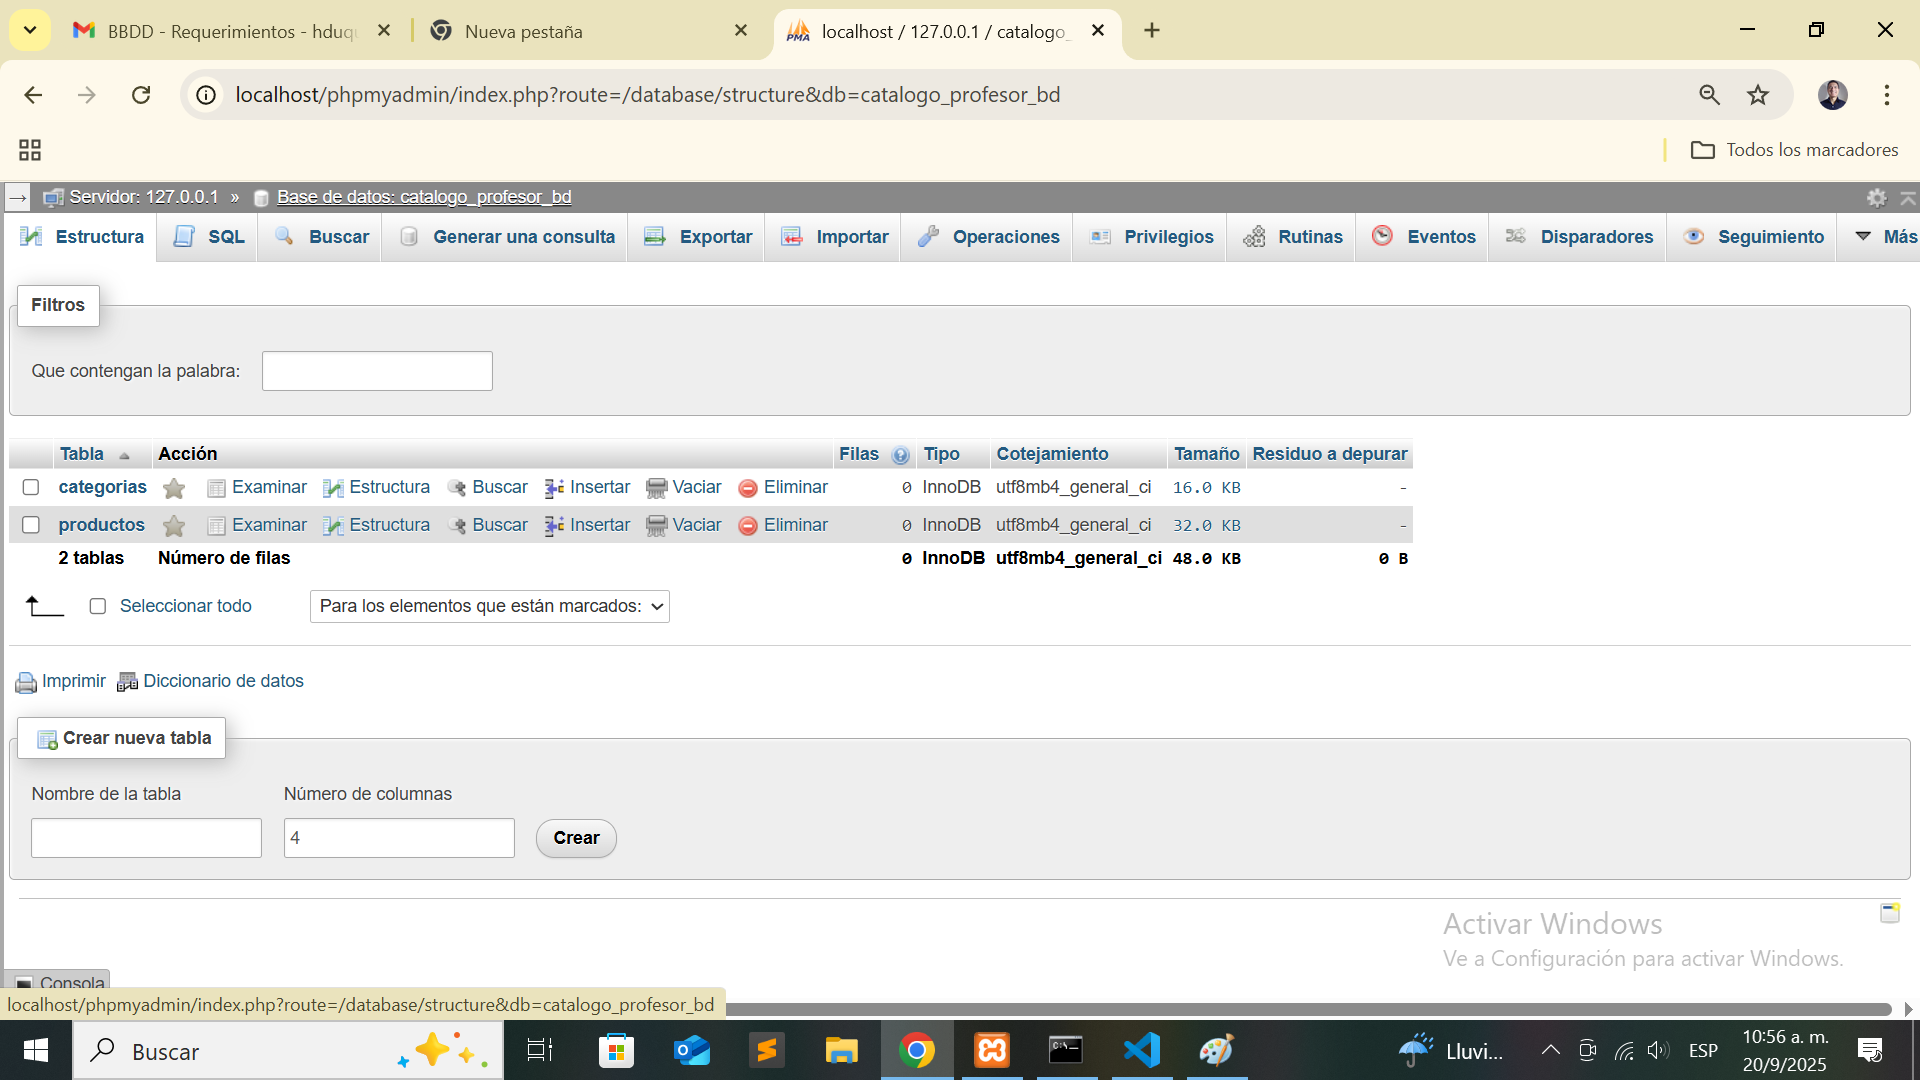 BBDD - Requerimientos - hduq
Nueva pestaña
localhost / 127.0.0.1 / catalogo_
localhost/phpmyadmin/index.php?route=/database/structure&db=catalogo_profesor_bd
Todos los marcadores
Servidor: 127.0.0.1 » Base de datos: catalogo_profesor_bd
Estructura SQL Buscar Generar una consulta Exportar Importar Operaciones Privilegios Rutinas Eventos Disparadores Seguimiento Más
Filtros
Que contengan la palabra:
Tabla Acción Filas Tipo Cotejamiento Tamaño Residuo a depurar
categorias Examinar Estructura Buscar Insertar Vaciar Eliminar 0 InnoDB utf8mb4_general_ci 16.0 KB -
productos Examinar Estructura Buscar Insertar Vaciar Eliminar 0 InnoDB utf8mb4_general_ci 32.0 KB -
2 tablas Número de filas 0 InnoDB utf8mb4_general_ci 48.0 KB 0 B
Seleccionar todo Para los elementos que están marcados:
Imprimir Diccionario de datos
Crear nueva tabla
Nombre de la tabla Número de columnas
4 Crear
Activar Windows
Ve a Configuración para activar Windows.
Consola
localhost/phpmyadmin/index.php?route=/database/structure&db=catalogo_profesor_bd
Buscar
Lluvi...
ESP
10:56 a. m.
20/9/2025